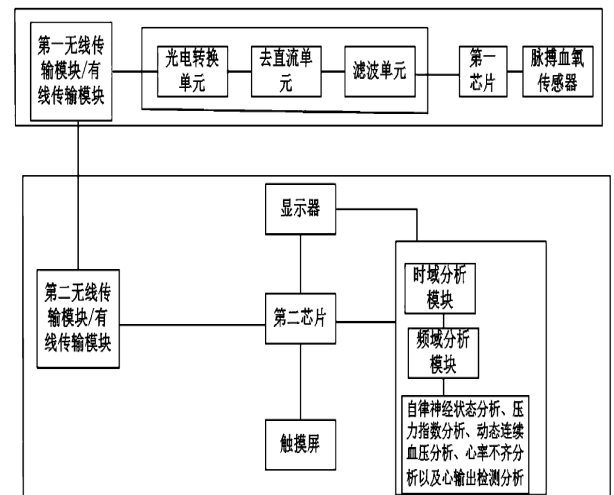 第一无线传
输模块/有
线传输模块
光电转换
单元
去直流单
元
滤波单元
第一
芯片
脉搏血氧
传感器
显示器
第二无线传
输模块/有
线传输模块
第二芯片
触摸屏
时域分析
模块
频域分析
模块
自律神经状态分析、压
力指数分析、动态连续
血压分析、心率不齐分
析以及心输出检测分析